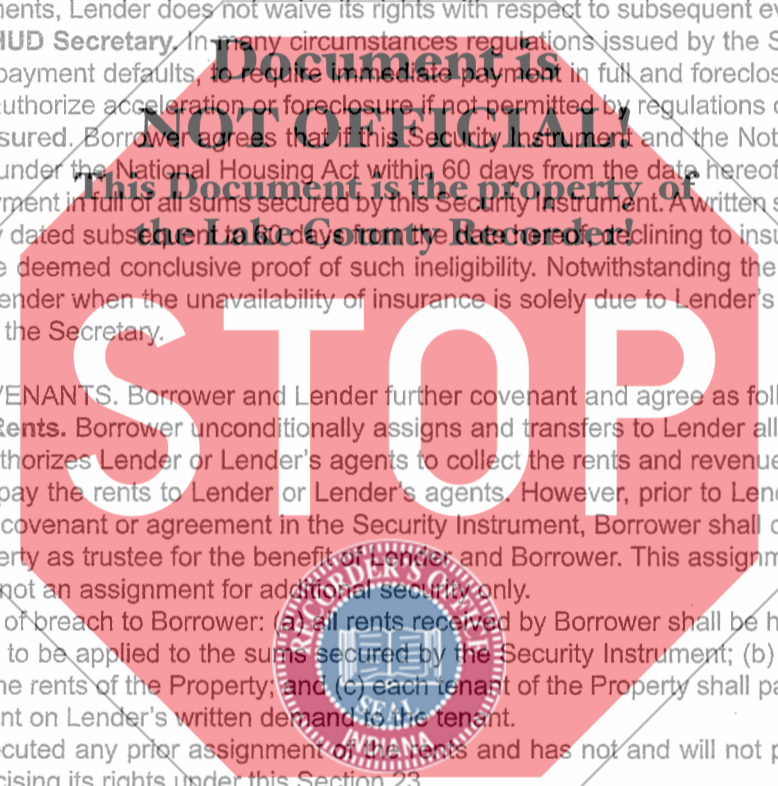 ments, Lender does not waive its rights with respect to subsequent ev
HUD Secretary. In many circumstances regulations issued by the S
Document is
payment defaults, to require immediate payment in full and foreclos
uthorize acceleration or foreclosure if not permitted by regulations o
NOT OFFICIAL!
sured. Borrower agrees that if this Security Instrument and the Not
under the National Housing Act within 60 days from the date hereof
This Document is the property of
ment in full of all sums secured by this Security Instrument. A written s
the Lake County Recorder!
dated subsequent to 60 days from the date hereof, declining to insu
e deemed conclusive proof of such ineligibility. Notwithstanding the
ender when the unavailability of insurance is solely due to Lender's
the Secretary.
STOP
VENANTS. Borrower and Lender further covenant and agree as foll
Rents. Borrower unconditionally assigns and transfers to Lender all
thorizes Lender or Lender's agents to collect the rents and revenue
pay the rents to Lender or Lender's agents. However, prior to Lend
covenant or agreement in the Security Instrument, Borrower shall c
erty as trustee for the benefit of Lender and Borrower. This assignm
not an assignment for additional security only.
RECORDER'S OFFICE
of breach to Borrower: (a) all rents received by Borrower shall be h
to be applied to the sums secured by the Security Instrument; (b)
he rents of the Property; and (c) each tenant of the Property shall pa
SEAL
nt on Lender's written demand to the tenant.
INDIANA
cuted any prior assignment of the rents and has not and will not p
cising its rights under this Section 23.